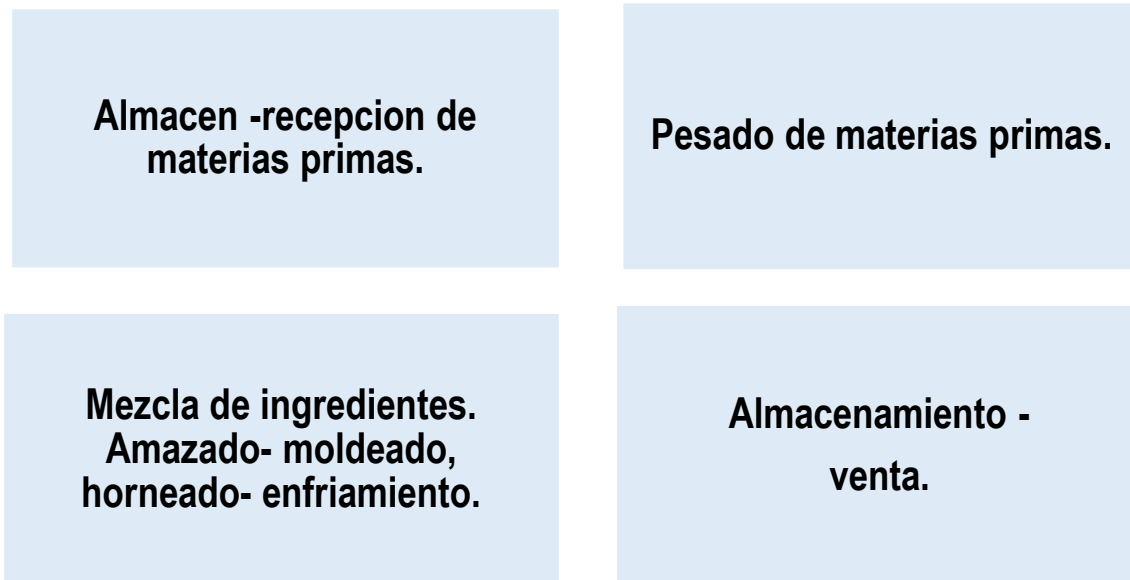 Almacen -recepcion de
materias primas.
Pesado de materias primas.
Mezcla de ingredientes.
Amazado- moldeado,
horneado- enfriamiento.
Almacenamiento -
venta.